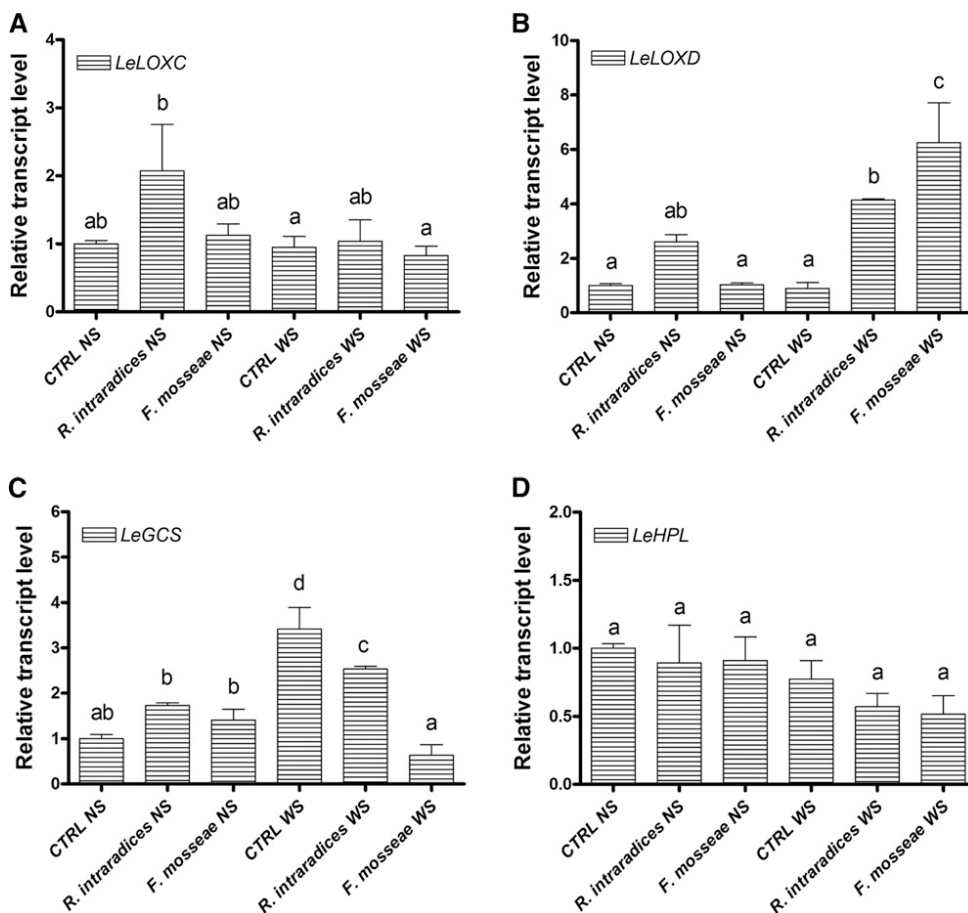 A
Relative transcript level
4
3
2
1
0
LeLOXC
ab
b
ab
a
ab
a
CTRL NS
R. intraradices NS
F. mosseae NS
CTRL WS
R. intraradices WS
F. mosseae WS
B
Relative transcript level
10
8
6
4
2
0
LeLOXD
a
ab
a
a
b
c
CTRL NS
R. intraradices NS
F. mosseae NS
CTRL WS
R. intraradices WS
F. mosseae WS
C
Relative transcript level
6
5
4
3
2
1
0
LeGCS
ab
b
b
d
c
a
CTRL NS
R. intraradices NS
F. mosseae NS
CTRL WS
R. intraradices WS
F. mosseae WS
D
Relative transcript level
2.0
1.5
1.0
0.5
0.0
LeHPL
a
a
a
a
a
a
CTRL NS
R. intraradices NS
F. mosseae NS
CTRL WS
R. intraradices WS
F. mosseae WS